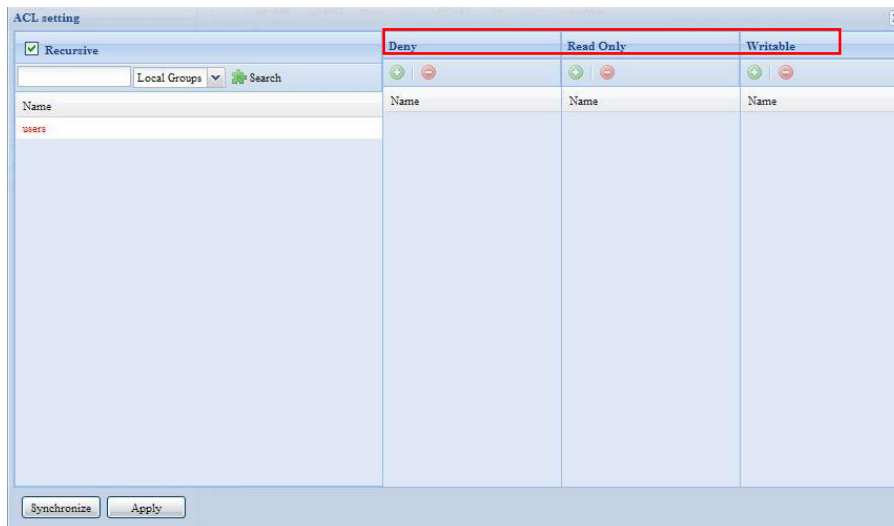 ACL setting
Recursive
Deny
Read Only
Writable
Local Groups
Search
Name
Name
Name
Name
users
Synchronize
Apply